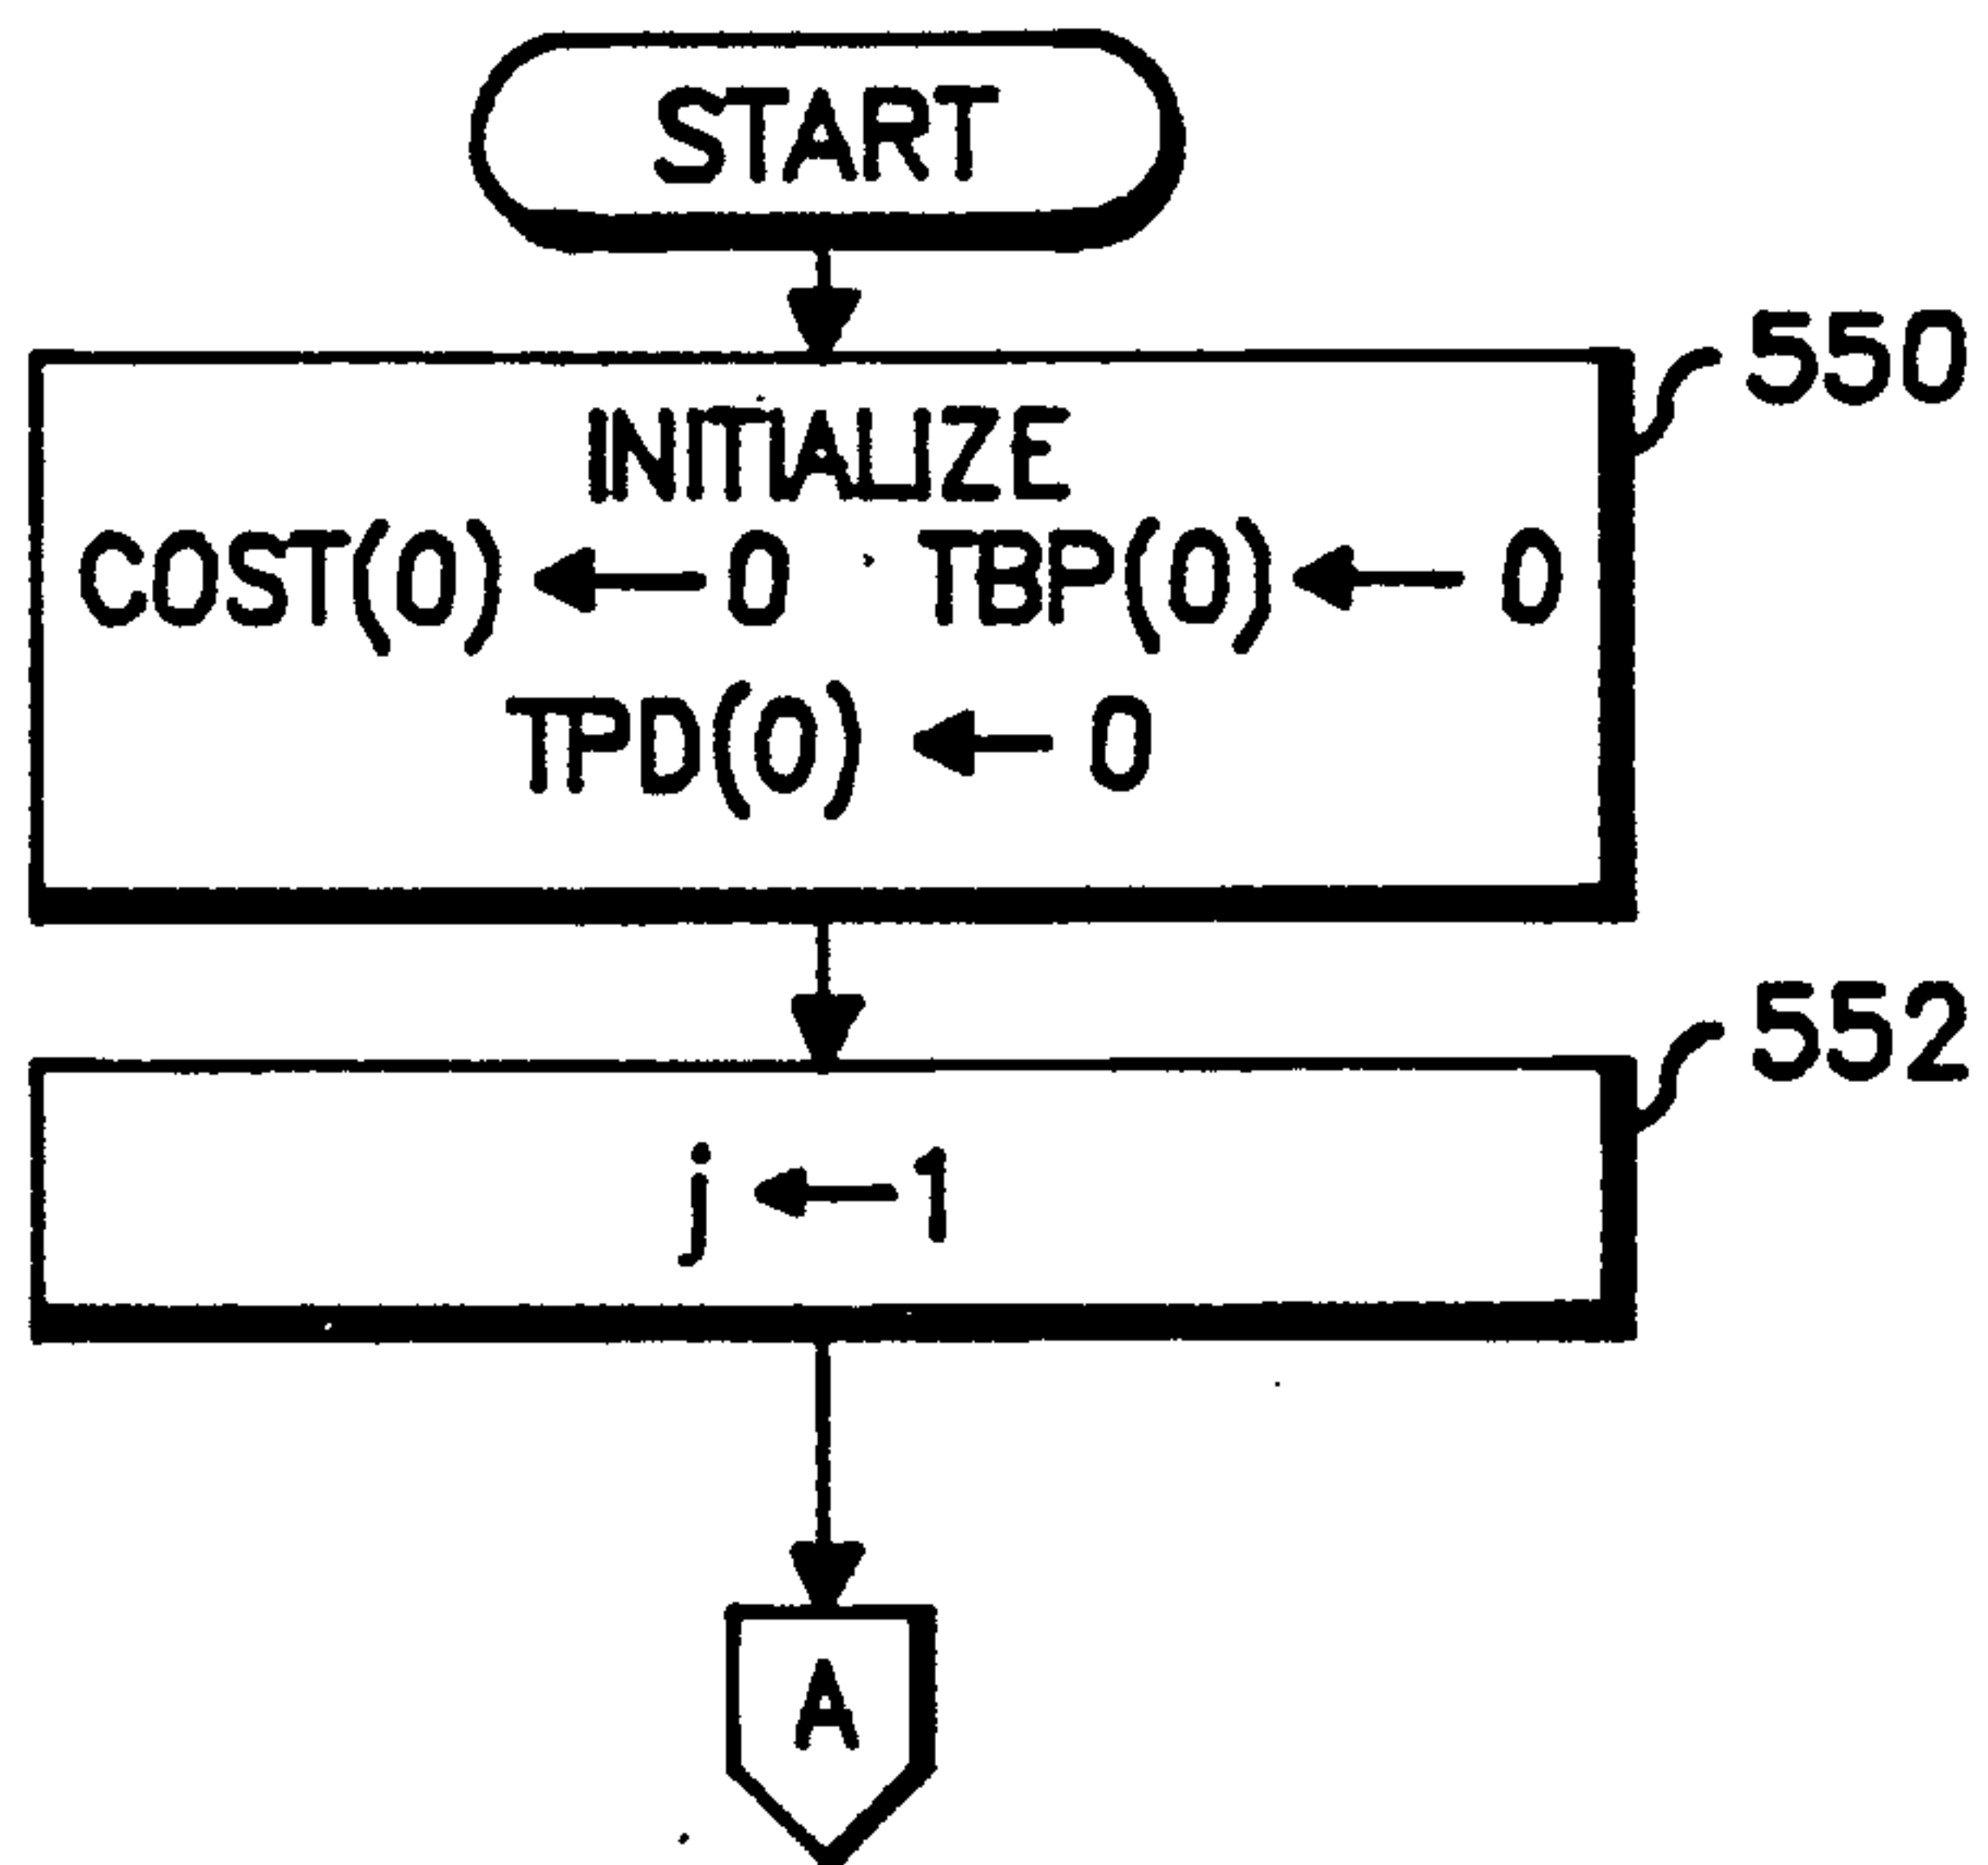 START
550
INITIALIZE
COST(0) ← 0 TBP(0) ← 0
TPD(0) ← 0
552
j ← 1
A